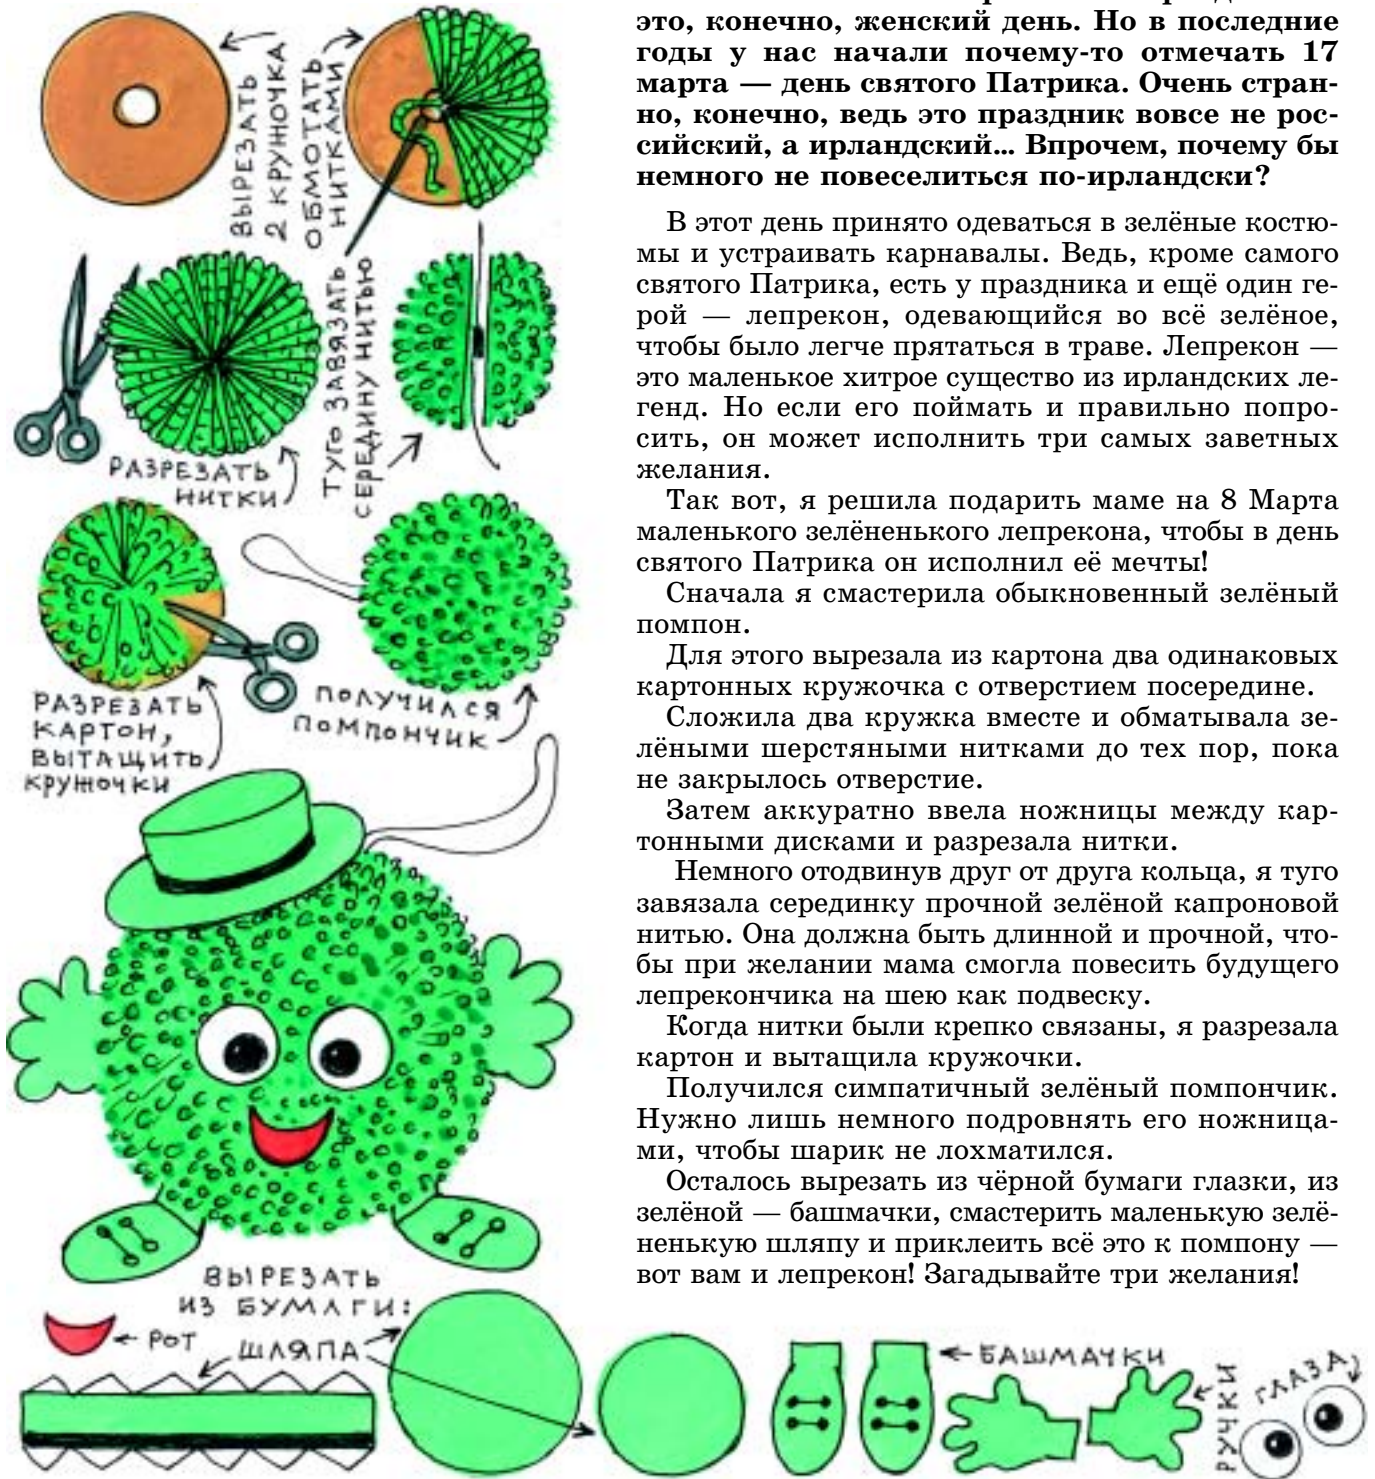 это, конечно, женский день. Но в последние
годы у нас начали почему-то отмечать 17
марта — день святого Патрика. Очень стран-
но, конечно, ведь это праздник вовсе не рос-
сийский, а ирландский... Впрочем, почему бы
немного не повеселиться по-ирландски?
В этот день принято одеваться в зелёные костю-
мы и устраивать карнавалы. Ведь, кроме самого
святого Патрика, есть у праздника и ещё один ге-
рой — лепрекон, одевающийся во всё зелёное,
чтобы было легче прятаться в траве. Лепрекон —
это маленькое хитрое существо из ирландских ле-
генд. Но если его поймать и правильно попро-
сить, он может исполнить три самых заветных
желания.
Так вот, я решила подарить маме на 8 Марта
маленького зелёненького лепрекона, чтобы в день
святого Патрика он исполнил её мечты!
Сначала я смастерила обыкновенный зелёный
помпон.
Для этого вырезала из картона два одинаковых
картонных кружочка с отверстием посередине.
Сложила два кружка вместе и обматывала зе-
лёными шерстяными нитками до тех пор, пока
не закрылось отверстие.
Затем аккуратно ввела ножницы между кар-
тонными дисками и разрезала нитки.
Немного отодвинув друг от друга кольца, я туго
завязала серединку прочной зелёной капроновой
нитью. Она должна быть длинной и прочной, что-
бы при желании мама смогла повесить будущего
лепрекончика на шею как подвеску.
Когда нитки были крепко связаны, я разрезала
картон и вытащила кружочки.
Получился симпатичный зелёный помпончик.
Нужно лишь немного подровнять его ножница-
ми, чтобы шарик не лохматился.
Осталось вырезать из чёрной бумаги глазки, из
зелёной — башмачки, смастерить маленькую зелё-
ненькую шляпу и приклеить всё это к помпону —
вот вам и лепрекон! Загадывайте три желания!
ВЫРЕЗАТЬ
2 КРУЖОЧКА
ОБМОТАТЬ
НИТКАМИ
РАЗРЕЗАТЬ
НИТКИ
ТУГО ЗАВЯЗАТЬ
СЕРЕДИНУ НИТЬЮ
РАЗРЕЗАТЬ
КАРТОН,
ВЫТАЩИТЬ
КРУЖОЧКИ
ПОЛУЧИЛСЯ
ПОМПОНЧИК
ВЫРЕЗАТЬ
ИЗ БУМАГИ:
РОТ
ШЛЯПА
БАШМАЧКИ
РУЧКИ
ГЛАЗА